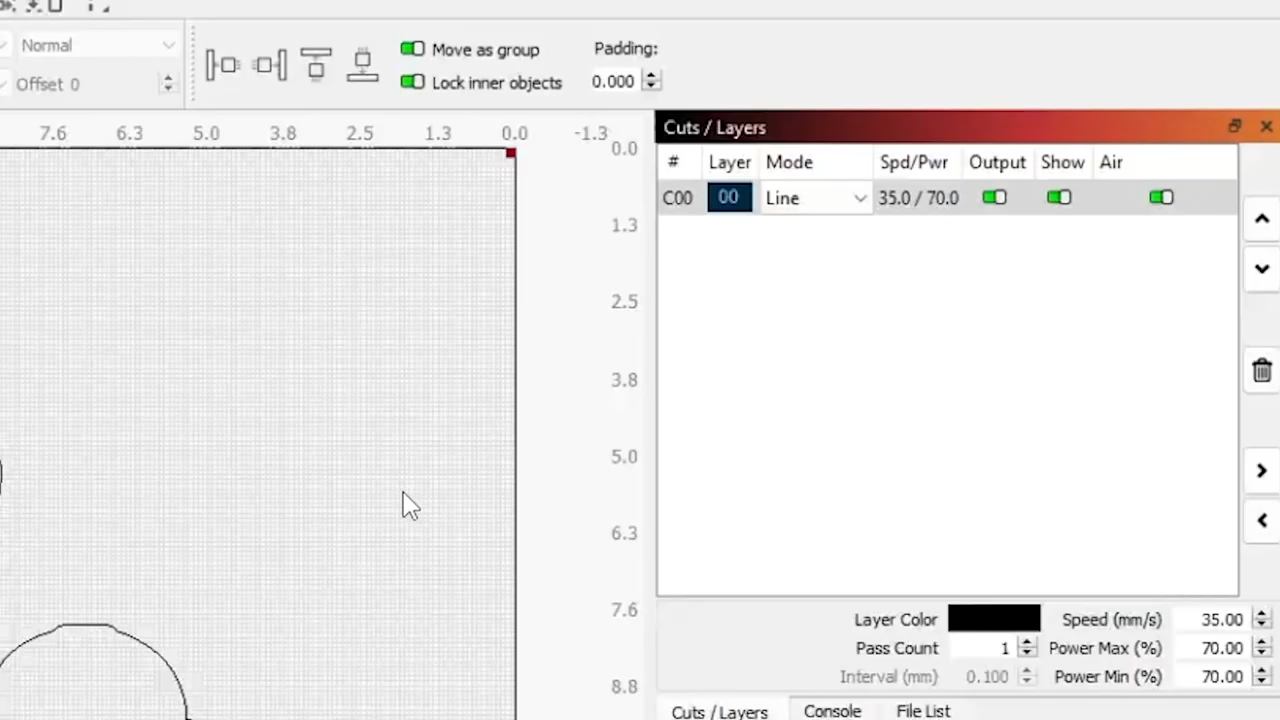 Normal
Move as group
Padding:
Offset 0
Lock inner objects
0.000
7.6 6.3 5.0 3.8 2.5 1.3 0.0 -1.3
0.0
1.3
2.5
3.8
5.0
6.3
7.6
8.8
Cuts / Layers
# Layer Mode Spd/Pwr Output Show Air
C00 00 Line 35.0 / 70.0
Layer Color Speed (mm/s) 35.00
Pass Count 1 Power Max (%) 70.00
Interval (mm) 0.100 Power Min (%) 70.00
Cuts / Layers Console File List